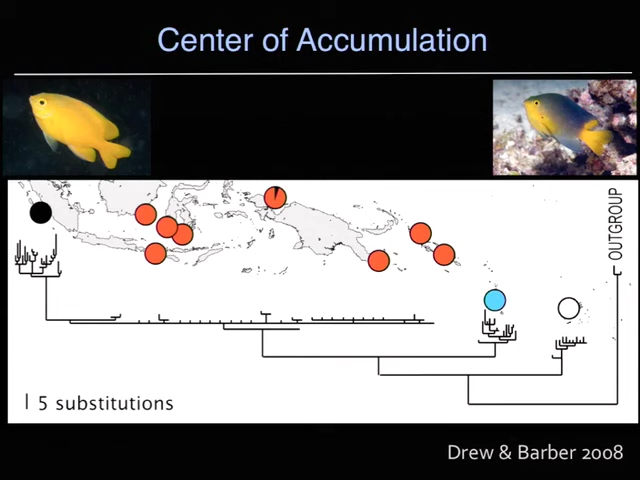 Center of Accumulation
OUTGROUP
5 substitutions
Drew & Barber 2008